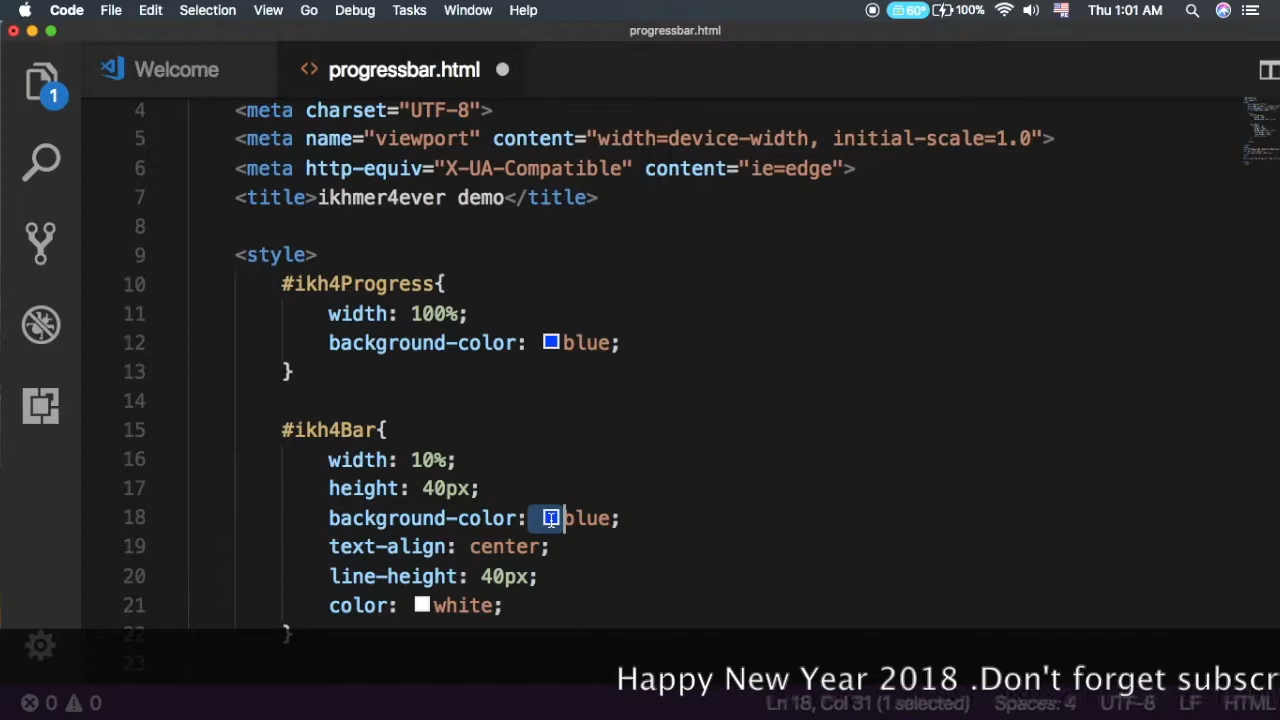 Code File Edit Selection View Go Debug Tasks Window Help 60° 100% Thu 1:01 AM
progressbar.html
Welcome <> progressbar.html
1
4 <meta charset="UTF-8">
5 <meta name="viewport" content="width=device-width, initial-scale=1.0">
6 <meta http-equiv="X-UA-Compatible" content="ie=edge">
7 <title>ikhmer4ever demo</title>
8
9 <style>
10 #ikh4Progress{
11 width: 100%;
12 background-color: blue;
13 }
14
15 #ikh4Bar{
16 width: 10%;
17 height: 40px;
18 background-color: blue;
19 text-align: center;
20 line-height: 40px;
21 color: white;
22 }
23
Happy New Year 2018 .Don't forget subscr
0 0 Ln 18, Col 31 (1 selected) Spaces: 4 UTF-8 LF HTML